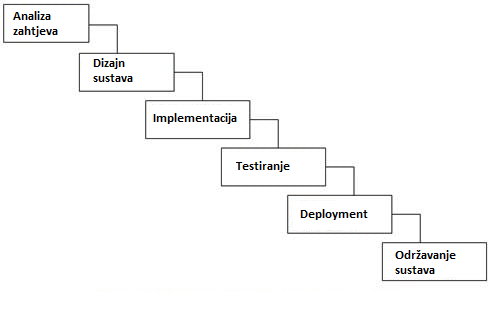 Analiza
zahtjeva
Dizajn
sustava
Implementacija
Testiranje
Deployment
Održavanje
sustava